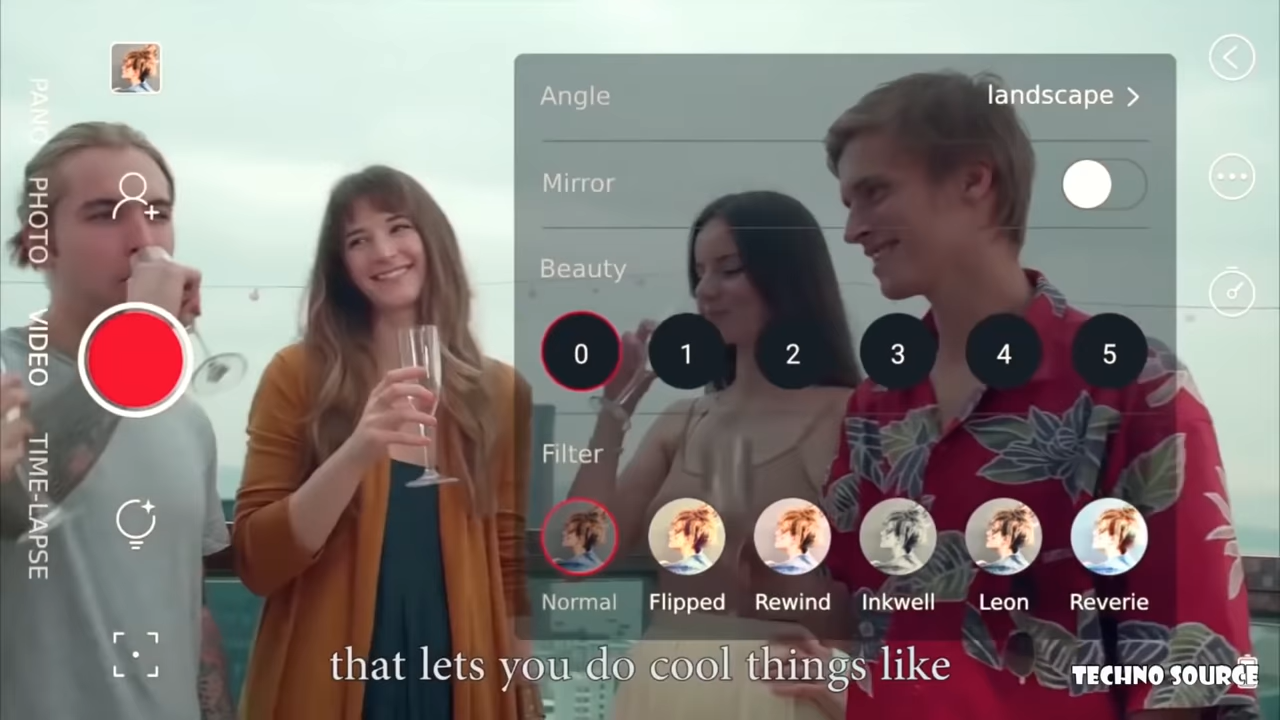 PANO
PHOTO
VIDEO
TIME-LAPSE
Angle
landscape
Mirror
Beauty
0 1 2 3 4 5
Filter
Normal Flipped Rewind Inkwell Leon Reverie
that lets you do cool things like
TECHNO SOURCE